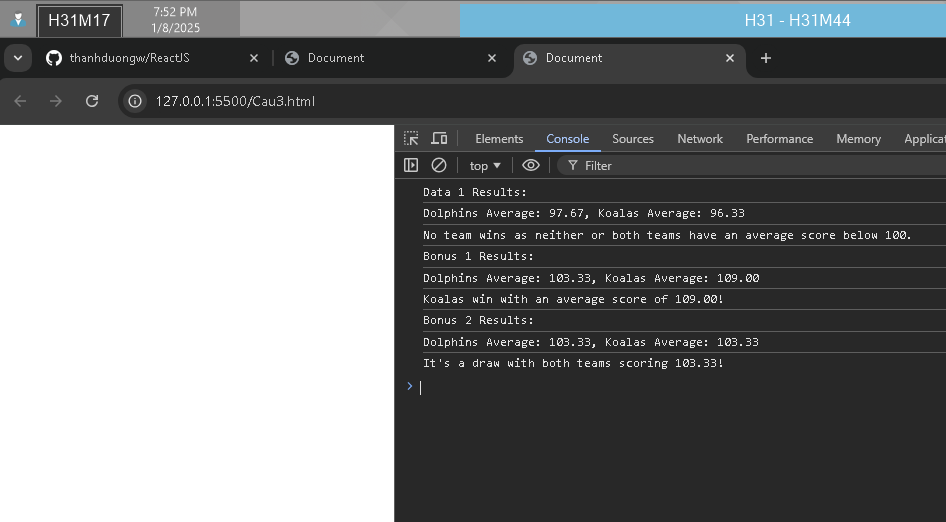 H31M17
7:52 PM
1/8/2025
H31 - H31M44
thanhduongw/ReactJS
Document
Document
127.0.0.1:5500/Cau3.html
Elements Console Sources Network Performance Memory Applicat
top Filter
Data 1 Results:
Dolphins Average: 97.67, Koalas Average: 96.33
No team wins as neither or both teams have an average score below 100.
Bonus 1 Results:
Dolphins Average: 103.33, Koalas Average: 109.00
Koalas win with an average score of 109.00!
Bonus 2 Results:
Dolphins Average: 103.33, Koalas Average: 103.33
It's a draw with both teams scoring 103.33!